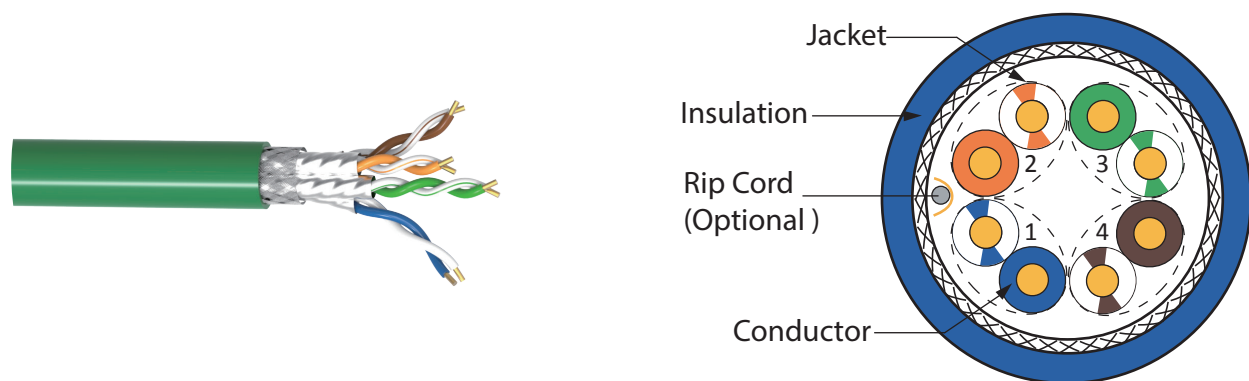 Jacket
Insulation
Rip Cord
(Optional )
Conductor
2
3
1
4